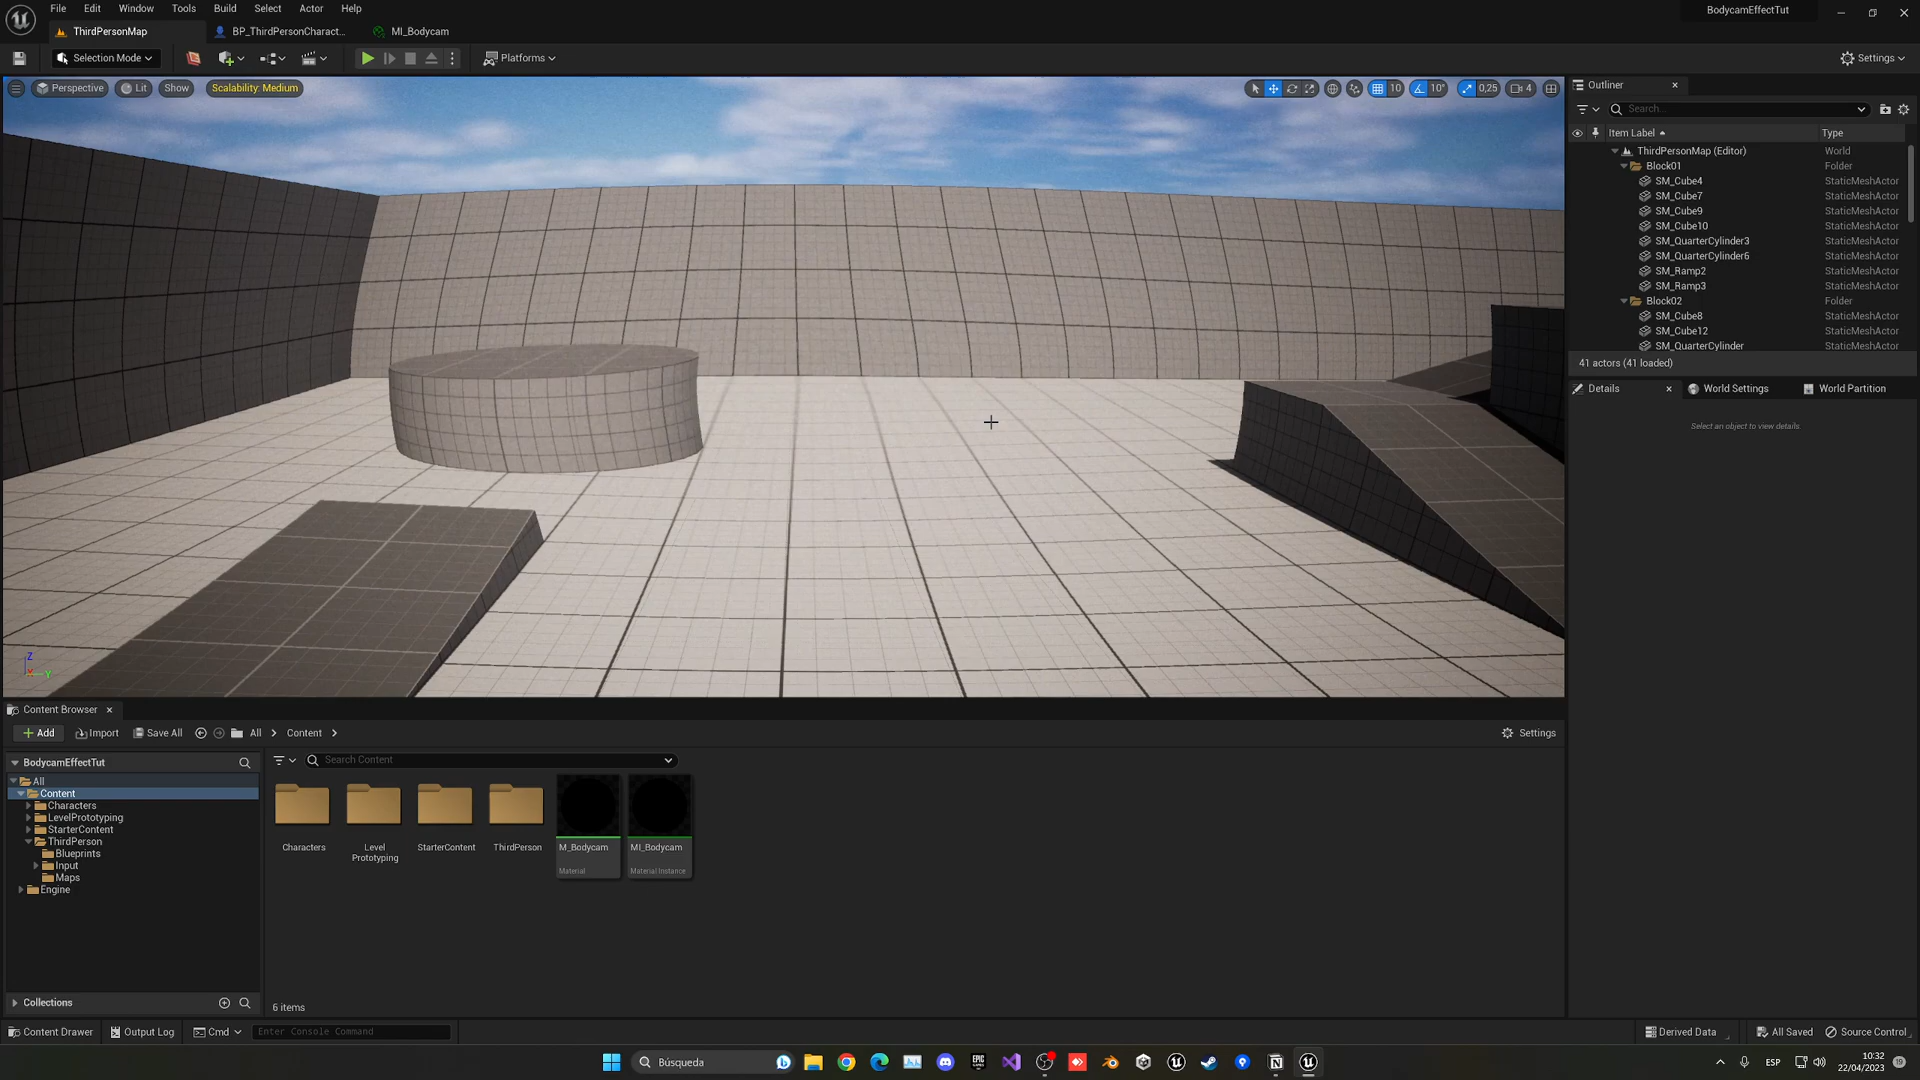 File Edit Window Tools Build Select Actor Help
BodycamEffectTut
ThirdPersonMap
BP_ThirdPersonCharact...
MI_Bodycam
Selection Mode
Platforms
Settings
Perspective
Lit
Show
Scalability: Medium
10
10°
0,25
4
Outliner
Search...
Item Label
Type
ThirdPersonMap (Editor) World
Block01 Folder
SM_Cube4 StaticMeshActor
SM_Cube7 StaticMeshActor
SM_Cube9 StaticMeshActor
SM_Cube10 StaticMeshActor
SM_QuarterCylinder3 StaticMeshActor
SM_QuarterCylinder6 StaticMeshActor
SM_Ramp2 StaticMeshActor
SM_Ramp3 StaticMeshActor
Block02 Folder
SM_Cube8 StaticMeshActor
SM_Cube12 StaticMeshActor
SM_QuarterCylinder StaticMeshActor
41 actors (41 loaded)
Details
World Settings
World Partition
Select an object to view details
Z
Y
Content Browser
Add
Import
Save All
All
Content
Settings
BodycamEffectTut
All
Content
Characters
LevelPrototyping
StarterContent
ThirdPerson
Blueprints
Input
Maps
Engine
Collections
Search Content
Characters
Level
Prototyping
StarterContent
ThirdPerson
M_Bodycam
Material
MI_Bodycam
Material Instance
6 items
Content Drawer
Output Log
Cmd
Enter Console Command
Derived Data
All Saved
Source Control
Búsqueda
EPIC
ESP
10:32
22/04/2023